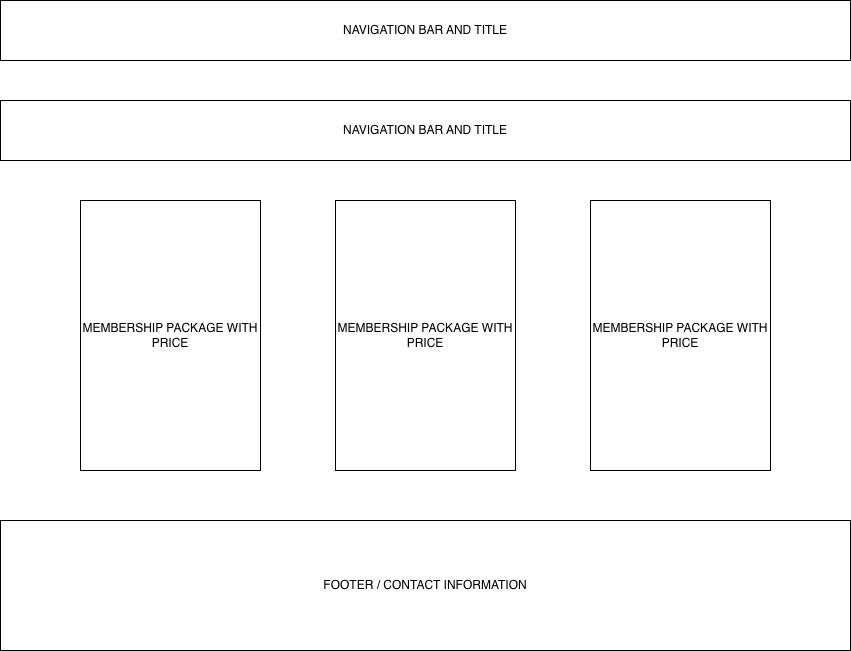 NAVIGATION BAR AND TITLE
NAVIGATION BAR AND TITLE
MEMBERSHIP PACKAGE WITH
PRICE
MEMBERSHIP PACKAGE WITH
PRICE
MEMBERSHIP PACKAGE WITH
PRICE
FOOTER / CONTACT INFORMATION